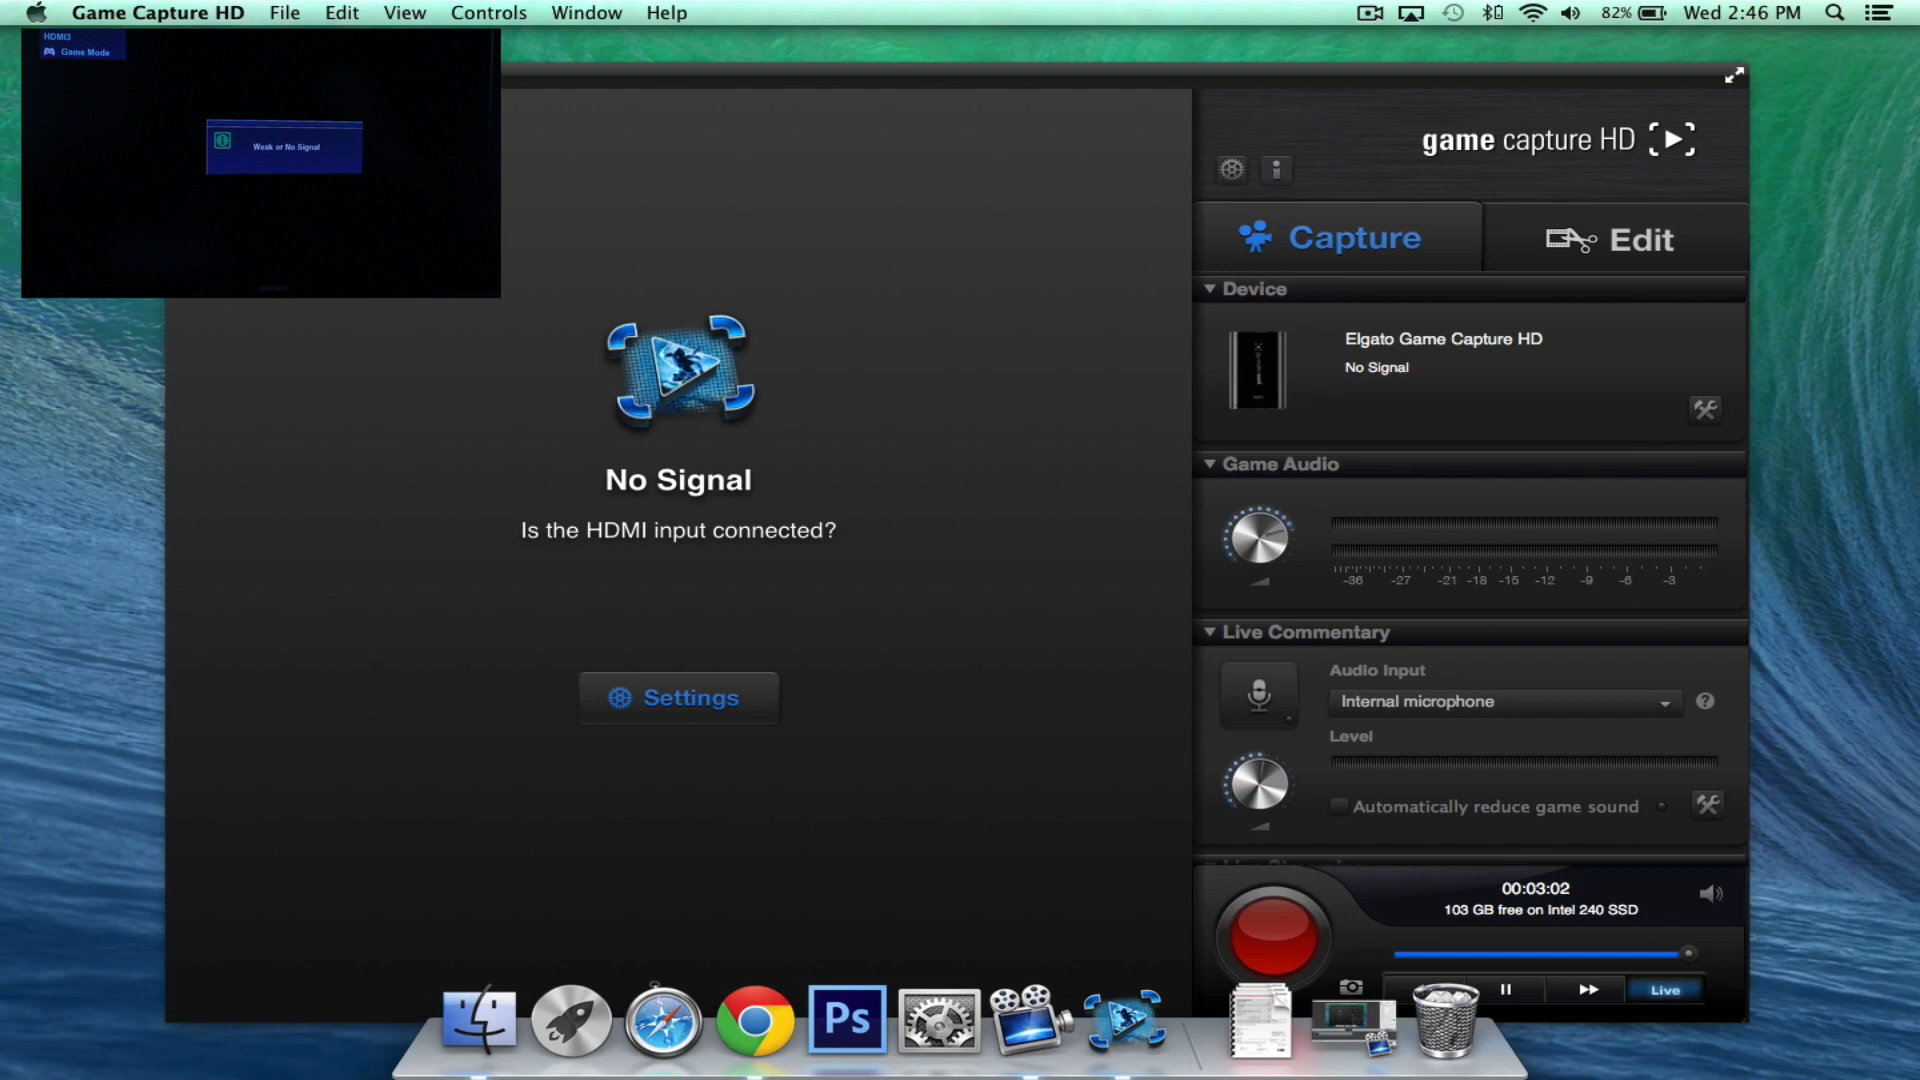 Game Capture HD File Edit View Controls Window Help 82% Wed 2:46 PM
HDMI3
Game Mode
Weak or No Signal
game capture HD
Capture
Edit
Device
Elgato Game Capture HD
No Signal
Game Audio
-36 -27 -21 -18 -15 -12 -9 -6 -3
No Signal
Is the HDMI input connected?
Settings
Live Commentary
Audio Input
Internal microphone
?
Level
Automatically reduce game sound
00:03:02
103 GB free on Intel 240 SSD
Live
Ps